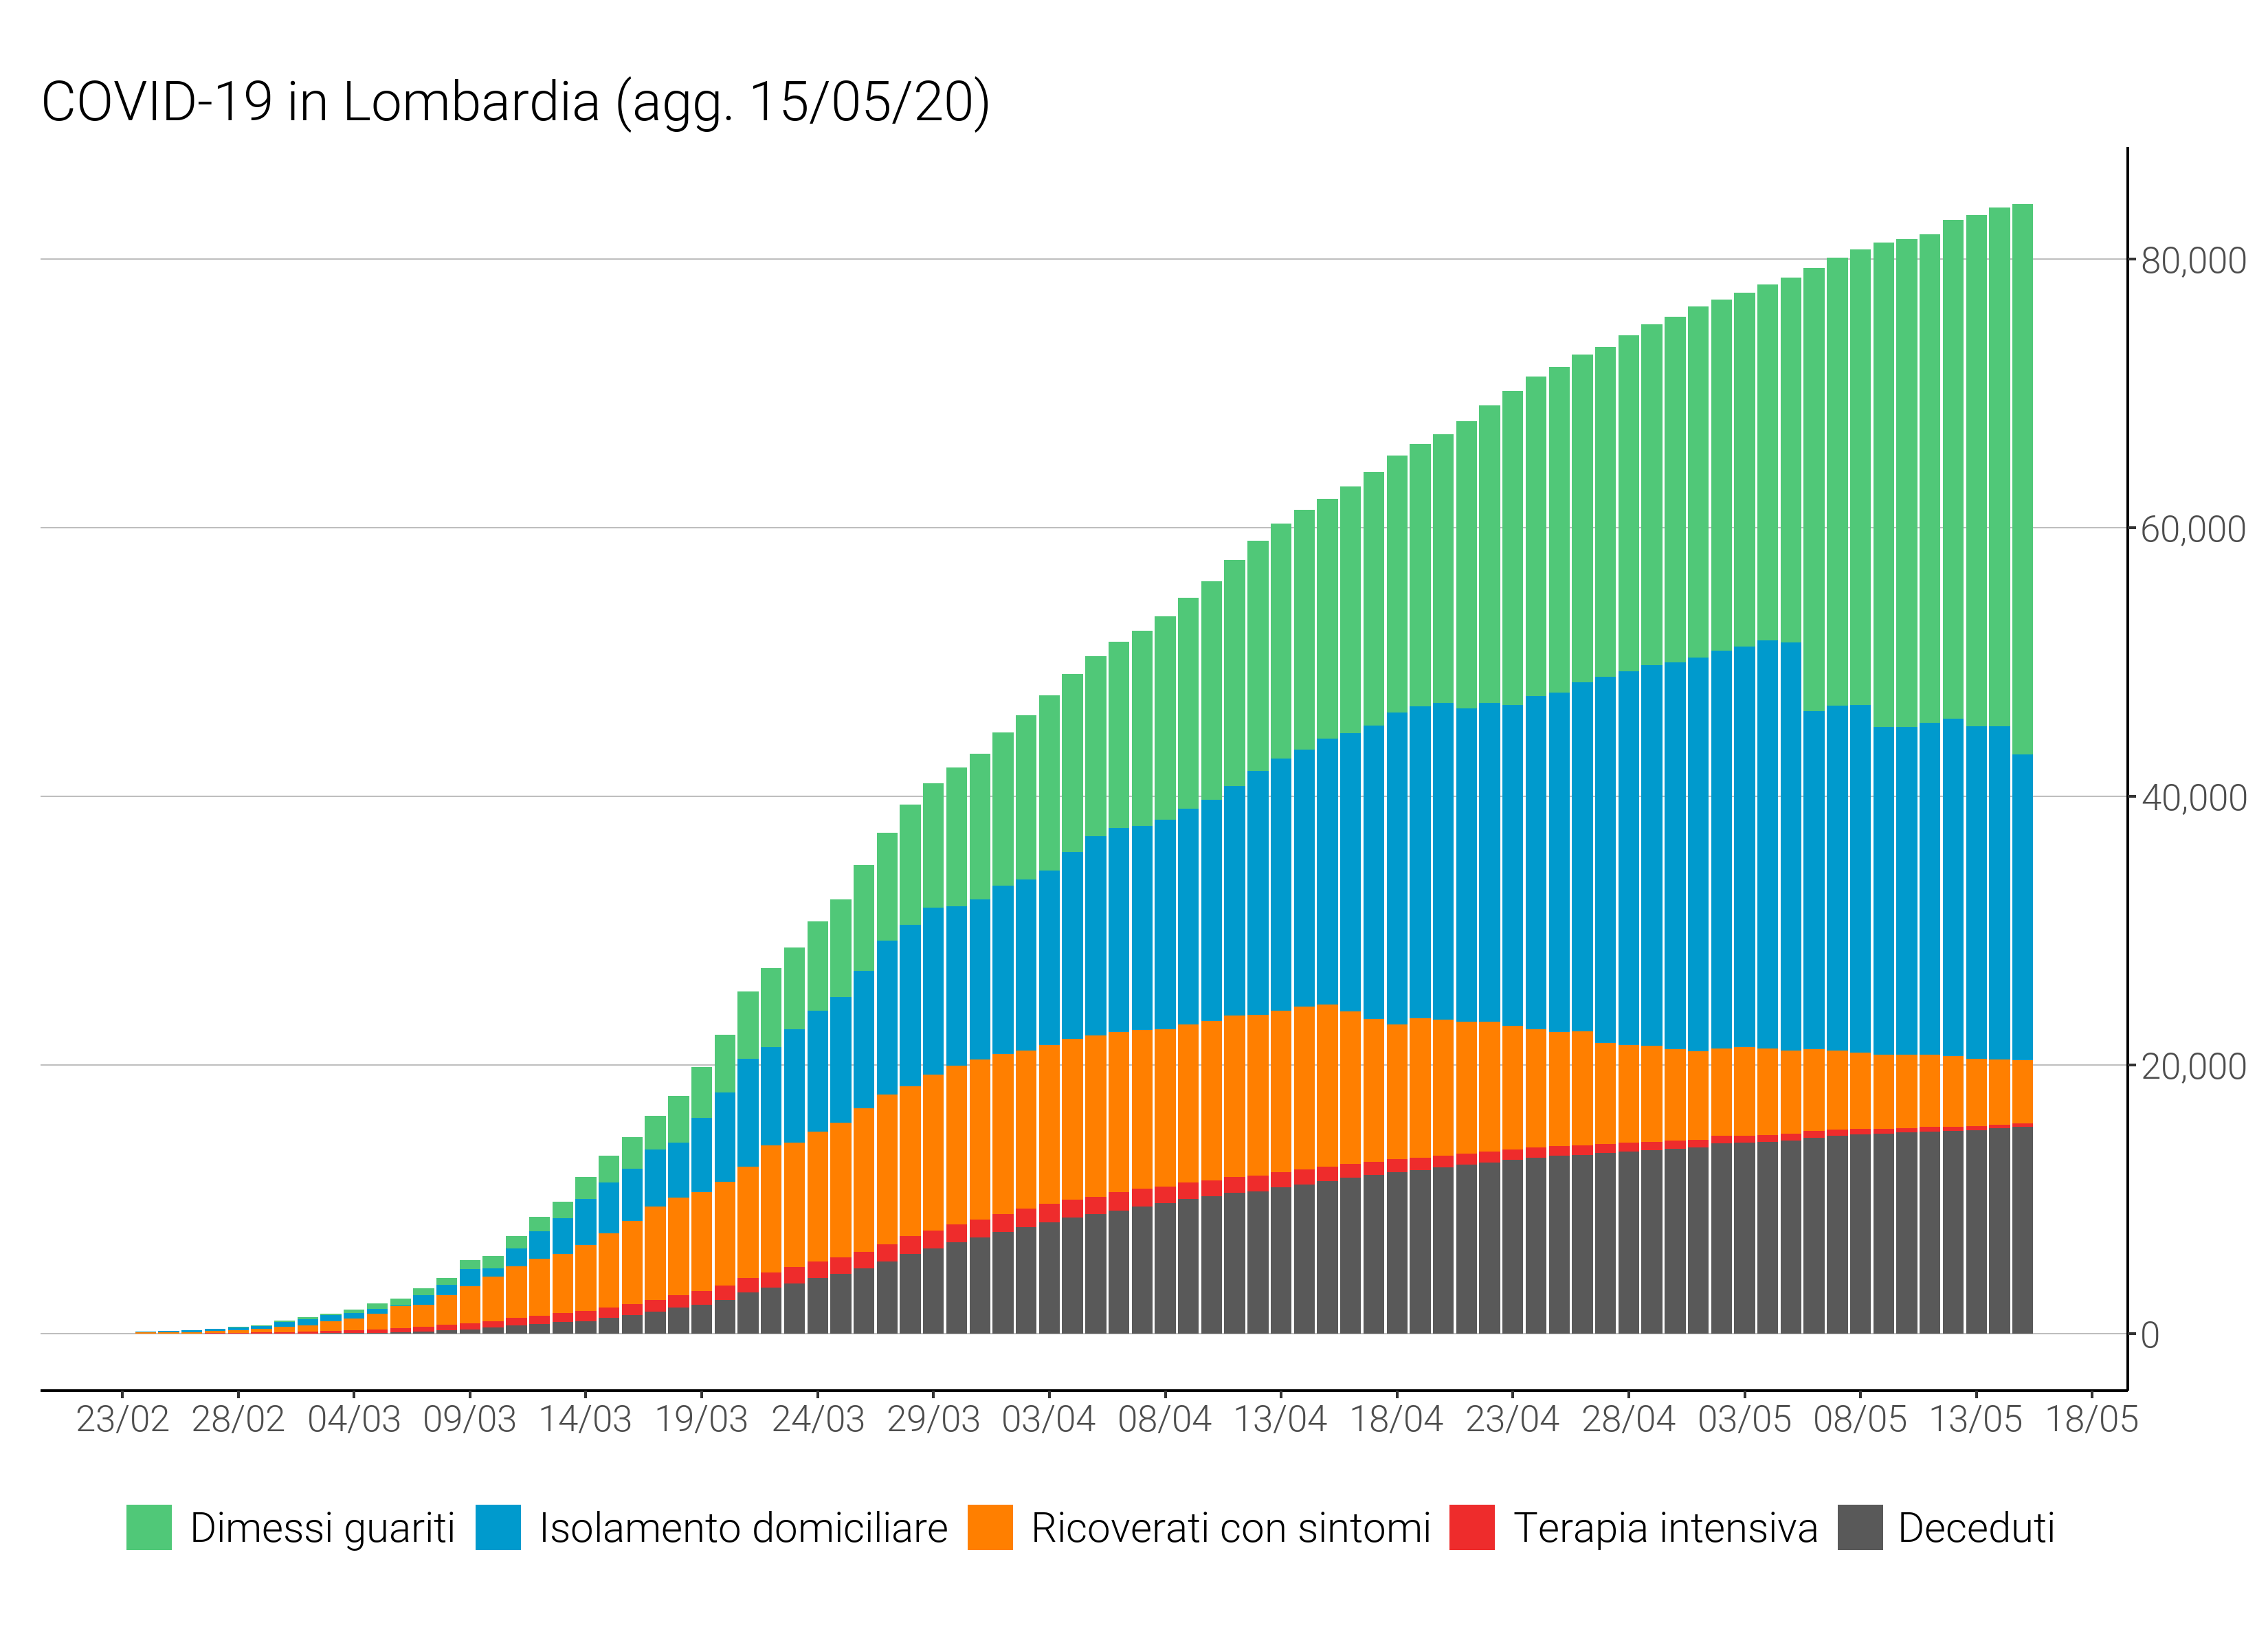 COVID-19 in Lombardia (agg. 15/05/20)
80,000
60,000
40,000
20,000
0
23/02 28/02 04/03 09/03 14/03 19/03 24/03 29/03 03/04 08/04 13/04 18/04 23/04 28/04 03/05 08/05 13/05 18/05
Dimessi guariti Isolamento domiciliare Ricoverati con sintomi Terapia intensiva Deceduti